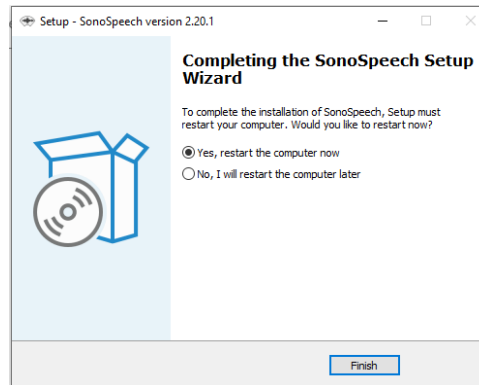 Setup - SonoSpeech version 2.20.1
Completing the SonoSpeech Setup
Wizard
To complete the installation of SonoSpeech, Setup must
restart your computer. Would you like to restart now?
Yes, restart the computer now
No, I will restart the computer later
Finish